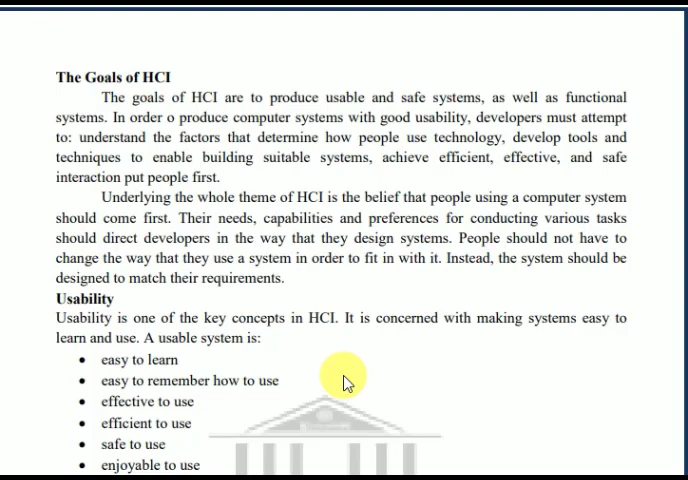 The Goals of HCI
The goals of HCI are to produce usable and safe systems, as well as functional
systems. In order o produce computer systems with good usability, developers must attempt
to: understand the factors that determine how people use technology, develop tools and
techniques to enable building suitable systems, achieve efficient, effective, and safe
interaction put people first.
Underlying the whole theme of HCI is the belief that people using a computer system
should come first. Their needs, capabilities and preferences for conducting various tasks
should direct developers in the way that they design systems. People should not have to
change the way that they use a system in order to fit in with it. Instead, the system should be
designed to match their requirements.
Usability
Usability is one of the key concepts in HCI. It is concerned with making systems easy to
learn and use. A usable system is:
• easy to learn
• easy to remember how to use
• effective to use
• efficient to use
• safe to use
• enjoyable to use